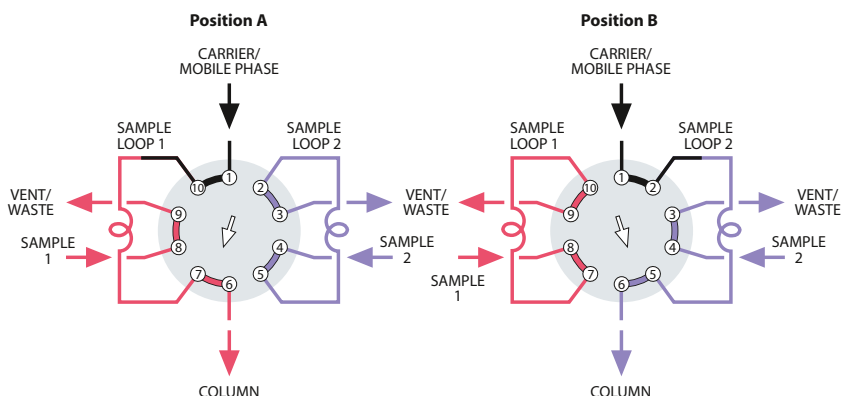 Position A
CARRIER/
MOBILE PHASE
SAMPLE
LOOP 1
SAMPLE
LOOP 2
VENT/
WASTE
SAMPLE
1
VENT/
WASTE
SAMPLE
2
1
2
3
4
5
6
7
8
9
10
COLUMN
Position B
CARRIER/
MOBILE PHASE
SAMPLE
LOOP 1
SAMPLE
LOOP 2
SAMPLE
1
VENT/
WASTE
SAMPLE
2
1
2
3
4
5
6
7
8
9
10
COLUMN